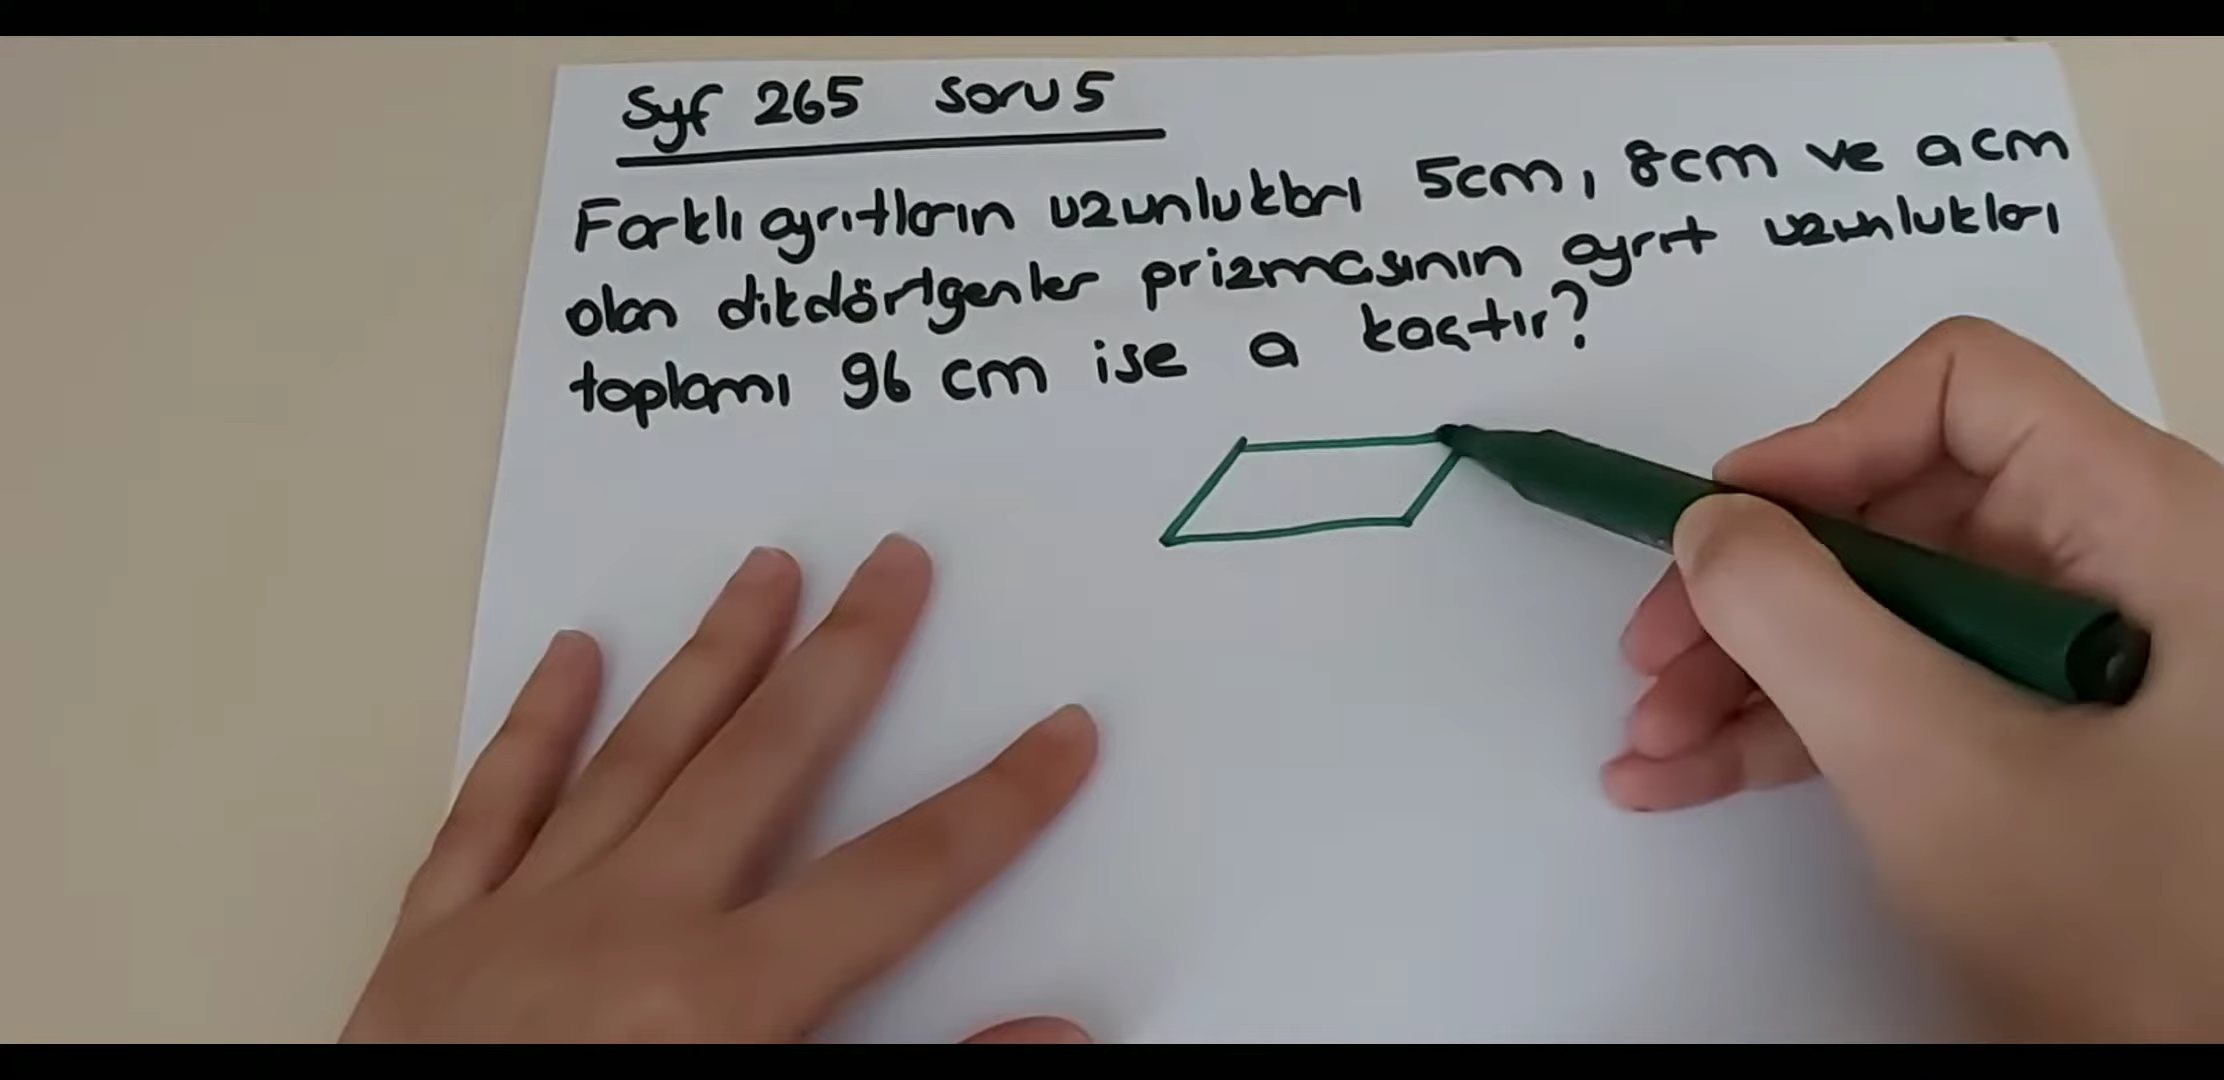 Syf 265 Soru 5
Farklı ayrıtların uzunlukları 5cm, 8cm ve a cm
olan dikdörtgenler prizmasının ayrıt uzunlukları
toplamı 96 cm ise a kaçtır?